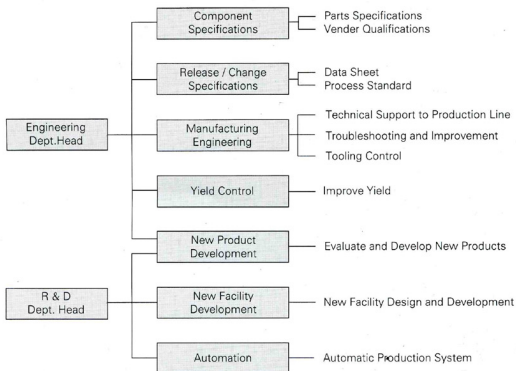 Component
Specifications
Parts Specifications
Vender Qualifications
Release / Change
Specifications
Data Sheet
Process Standard
Engineering
Dept.Head
Manufacturing
Engineering
Technical Support to Production Line
Troubleshooting and Improvement
Tooling Control
Yield Control
Improve Yield
New Product
Development
Evaluate and Develop New Products
R & D
Dept. Head
New Facility
Development
New Facility Design and Development
Automation
Automatic Production System